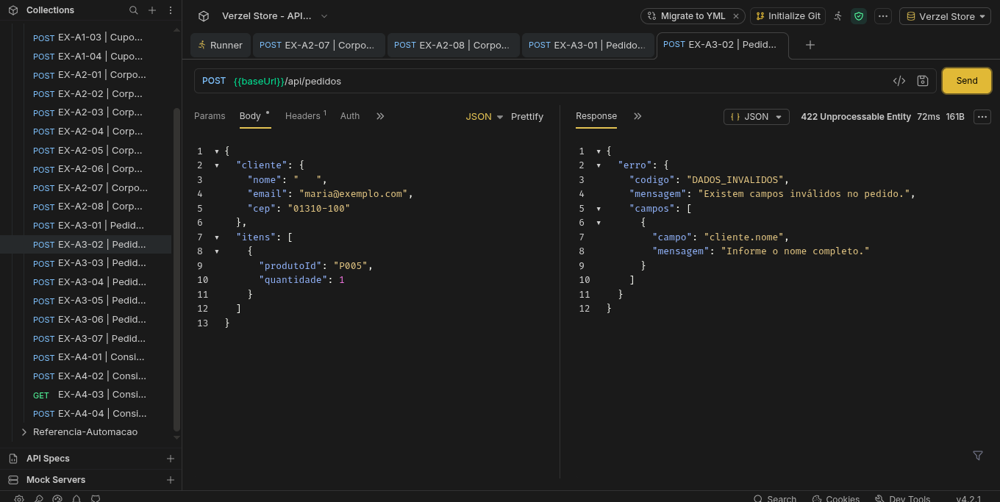 Collections
POST EX-A1-03 | Cupo...
POST EX-A1-04 | Cupo...
POST EX-A2-01 | Corpo...
POST EX-A2-02 | Corp...
POST EX-A2-03 | Corp...
POST EX-A2-04 | Corp...
POST EX-A2-05 | Corp...
POST EX-A2-06 | Corp...
POST EX-A2-07 | Corpo...
POST EX-A2-08 | Corp...
POST EX-A3-01 | Pedid...
POST EX-A3-02 | Pedid...
POST EX-A3-03 | Pedid...
POST EX-A3-04 | Pedid...
POST EX-A3-05 | Pedid...
POST EX-A3-06 | Pedid...
POST EX-A3-07 | Pedid...
POST EX-A4-01 | Consi...
POST EX-A4-02 | Consi...
GET EX-A4-03 | Consi...
POST EX-A4-04 | Consi...
Referencia-Automacao
API Specs
Mock Servers
Verzel Store - API...
Migrate to YML
Initialize Git
Verzel Store
Runner
POST EX-A2-07 | Corpo...
POST EX-A2-08 | Corpo...
POST EX-A3-01 | Pedido...
POST EX-A3-02 | Pedid...
POST {{baseUrl}}/api/pedidos
Send
Params Body Headers 1 Auth
JSON Prettify
1 {
2 "cliente": {
3 "nome": "   ",
4 "email": "maria@exemplo.com",
5 "cep": "01310-100"
6 },
7 "itens": [
8 {
9 "produtoId": "P005",
10 "quantidade": 1
11 }
12 ]
13 }
Response
{ } JSON
422 Unprocessable Entity 72ms 161B
1 {
2 "erro": {
3 "codigo": "DADOS_INVALIDOS",
4 "mensagem": "Existem campos inválidos no pedido.",
5 "campos": [
6 {
7 "campo": "cliente.nome",
8 "mensagem": "Informe o nome completo."
9 }
10 ]
11 }
12 }
Search
Cookies
Dev Tools
v4.2.1